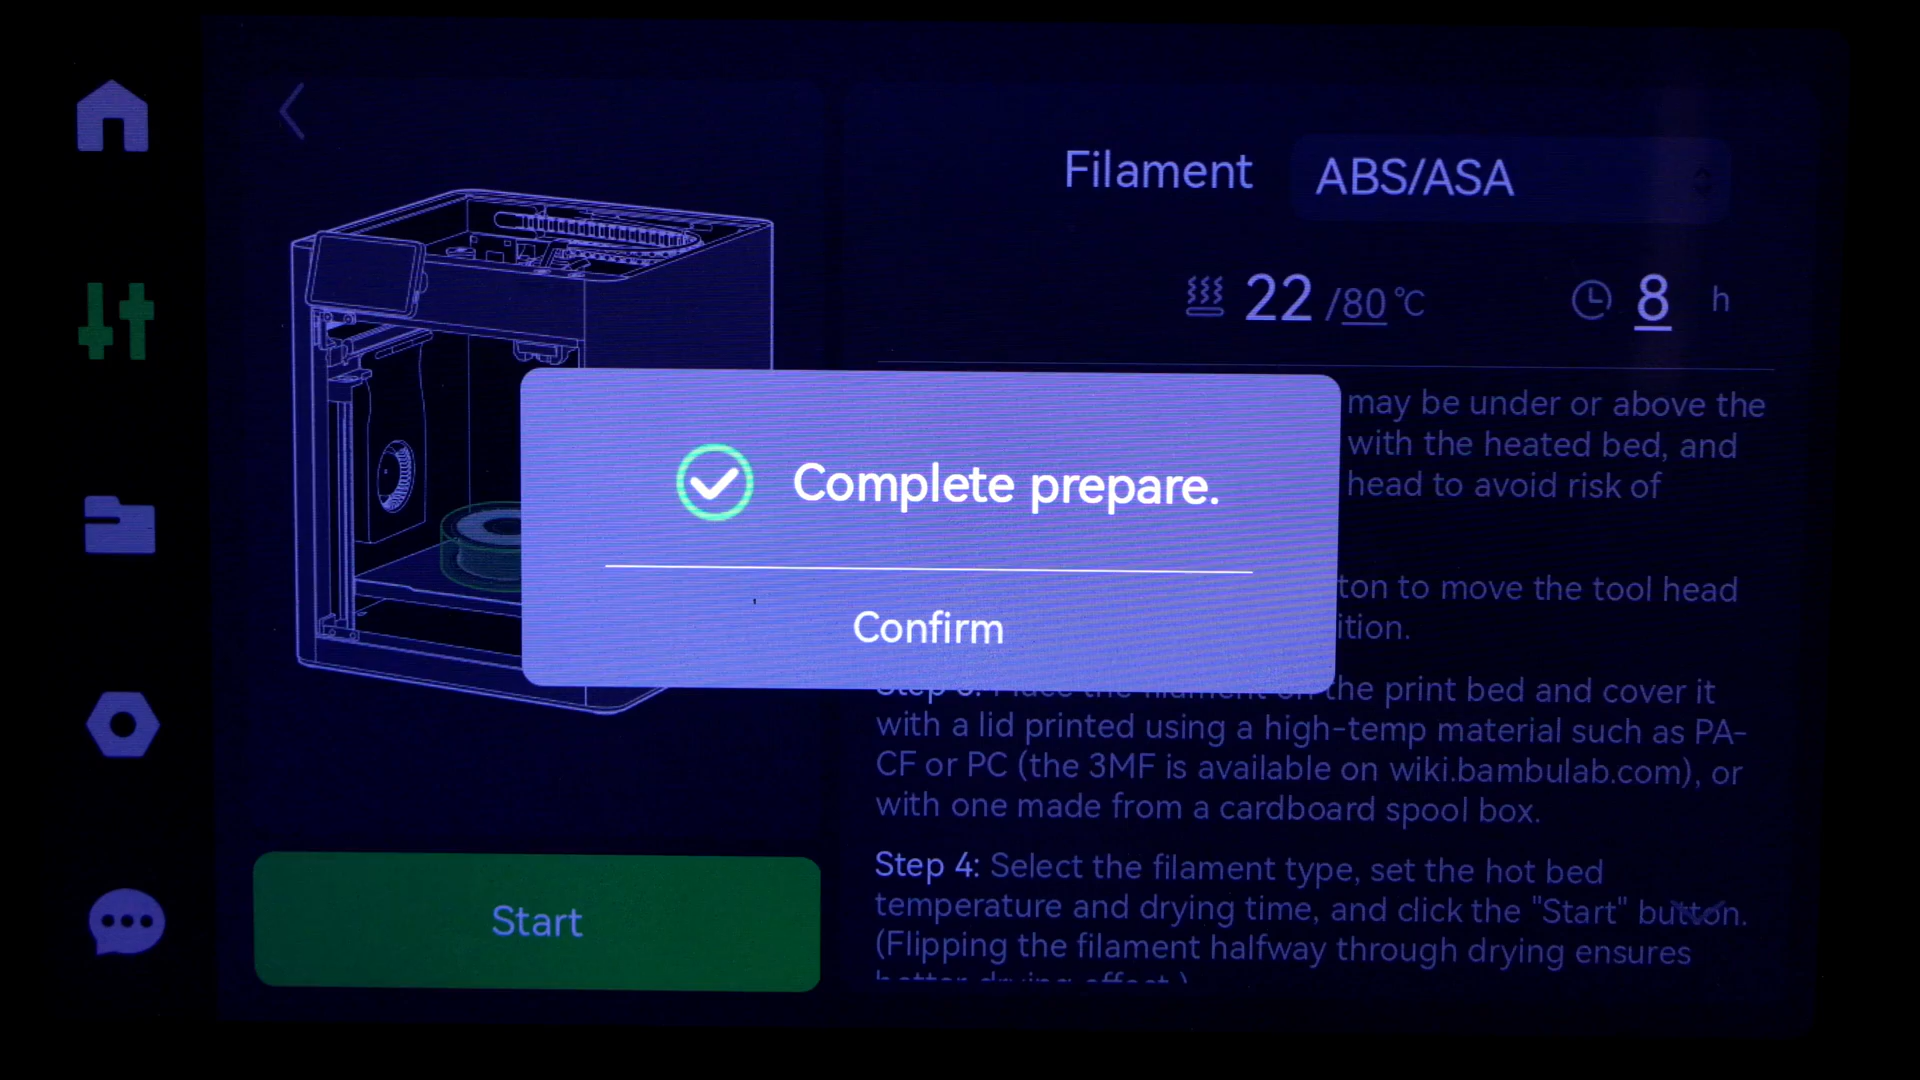 Filament ABS/ASA
22 /80 °C 8 h
may be under or above the
with the heated bed, and
head to avoid risk of
Complete prepare.
Confirm
ton to move the tool head
ition.
the print bed and cover it
with a lid printed using a high-temp material such as PA-
CF or PC (the 3MF is available on wiki.bambulab.com), or
with one made from a cardboard spool box.
Step 4: Select the filament type, set the hot bed
temperature and drying time, and click the "Start" button.
(Flipping the filament halfway through drying ensures
Start